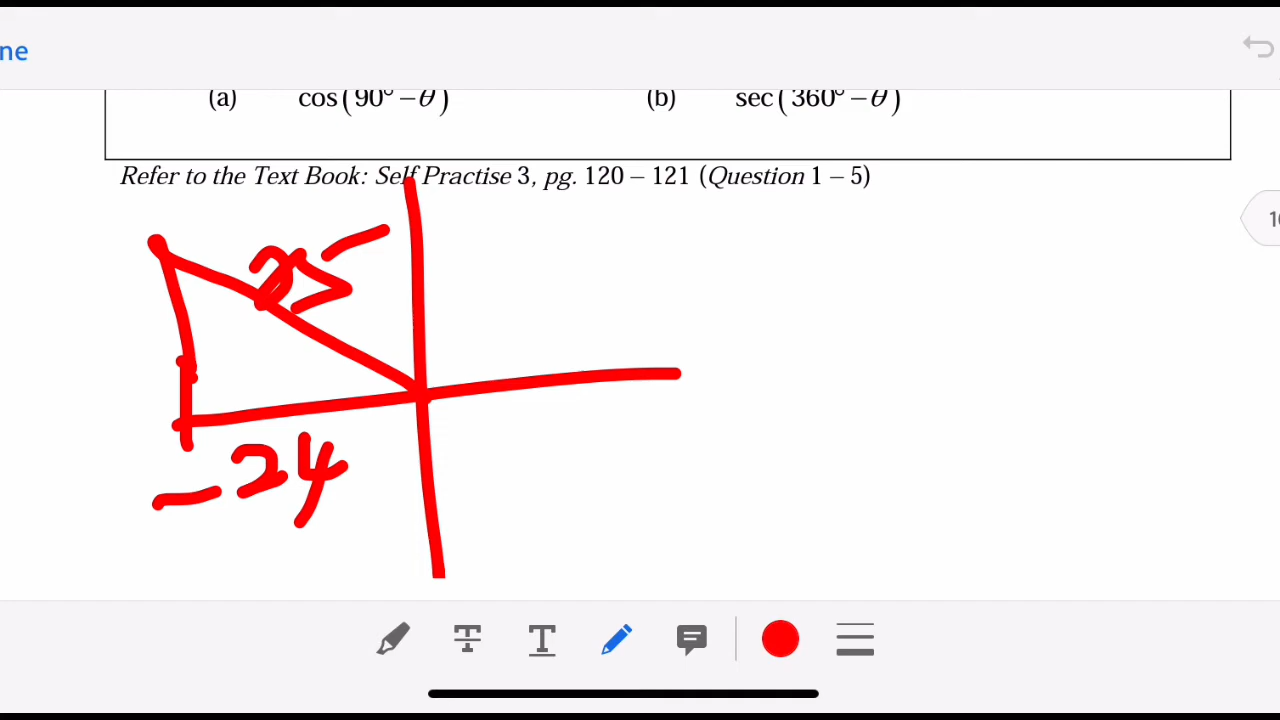 ne
(a) cos(90° − θ) (b) sec(360° − θ)
Refer to the Text Book: Self Practise 3, pg. 120 – 121 (Question 1 – 5)
25
−24